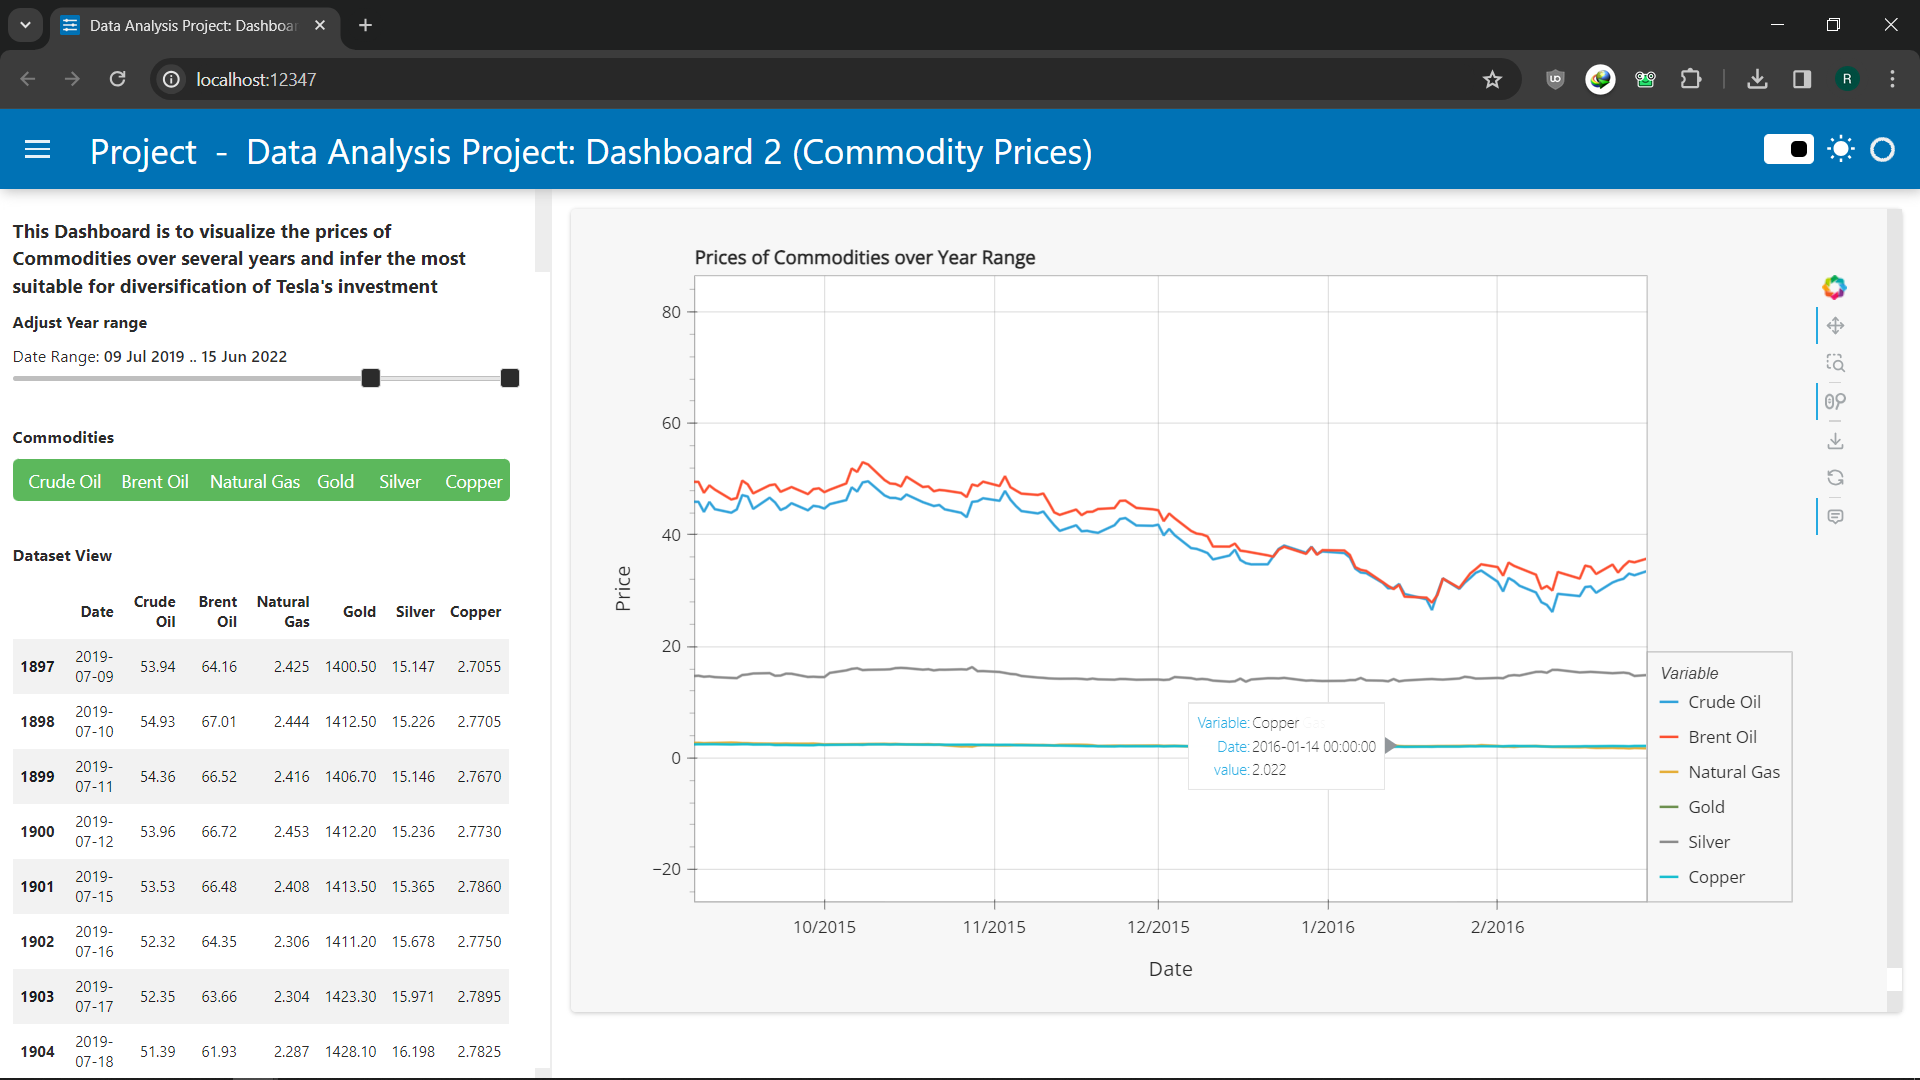 Data Analysis Project: Dashboar
localhost:12347
R
Project - Data Analysis Project: Dashboard 2 (Commodity Prices)
This Dashboard is to visualize the prices of
Commodities over several years and infer the most
suitable for diversification of Tesla's investment
Adjust Year range
Date Range: 09 Jul 2019 .. 15 Jun 2022
Commodities
Crude Oil Brent Oil Natural Gas Gold Silver Copper
Dataset View
Date Crude Oil Brent Oil Natural Gas Gold Silver Copper
1897 2019-07-09 53.94 64.16 2.425 1400.50 15.147 2.7055
1898 2019-07-10 54.93 67.01 2.444 1412.50 15.226 2.7705
1899 2019-07-11 54.36 66.52 2.416 1406.70 15.146 2.7670
1900 2019-07-12 53.96 66.72 2.453 1412.20 15.236 2.7730
1901 2019-07-15 53.53 66.48 2.408 1413.50 15.365 2.7860
1902 2019-07-16 52.32 64.35 2.306 1411.20 15.678 2.7750
1903 2019-07-17 52.35 63.66 2.304 1423.30 15.971 2.7895
1904 2019-07-18 51.39 61.93 2.287 1428.10 16.198 2.7825
Prices of Commodities over Year Range
80
60
40
20
0
−20
Price
10/2015 11/2015 12/2015 1/2016 2/2016
Date
Variable: Copper
Date: 2016-01-14 00:00:00
value: 2.022
Variable
Crude Oil
Brent Oil
Natural Gas
Gold
Silver
Copper